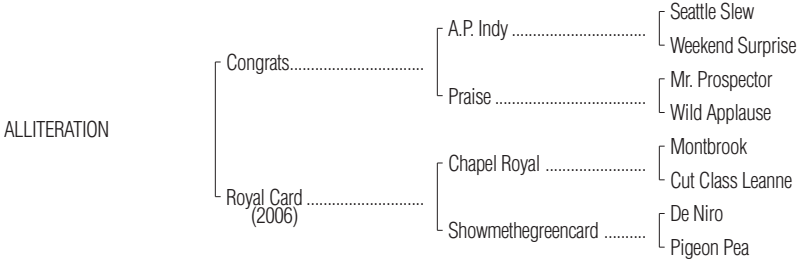 Seattle Slew
A.P. Indy ................................
Weekend Surprise
Congrats................................
Mr. Prospector
Praise ....................................
Wild Applause
ALLITERATION
Montbrook
Chapel Royal ........................
Cut Class Leanne
Royal Card ............................
(2006)
De Niro
Showmethegreencard ..........
Pigeon Pea